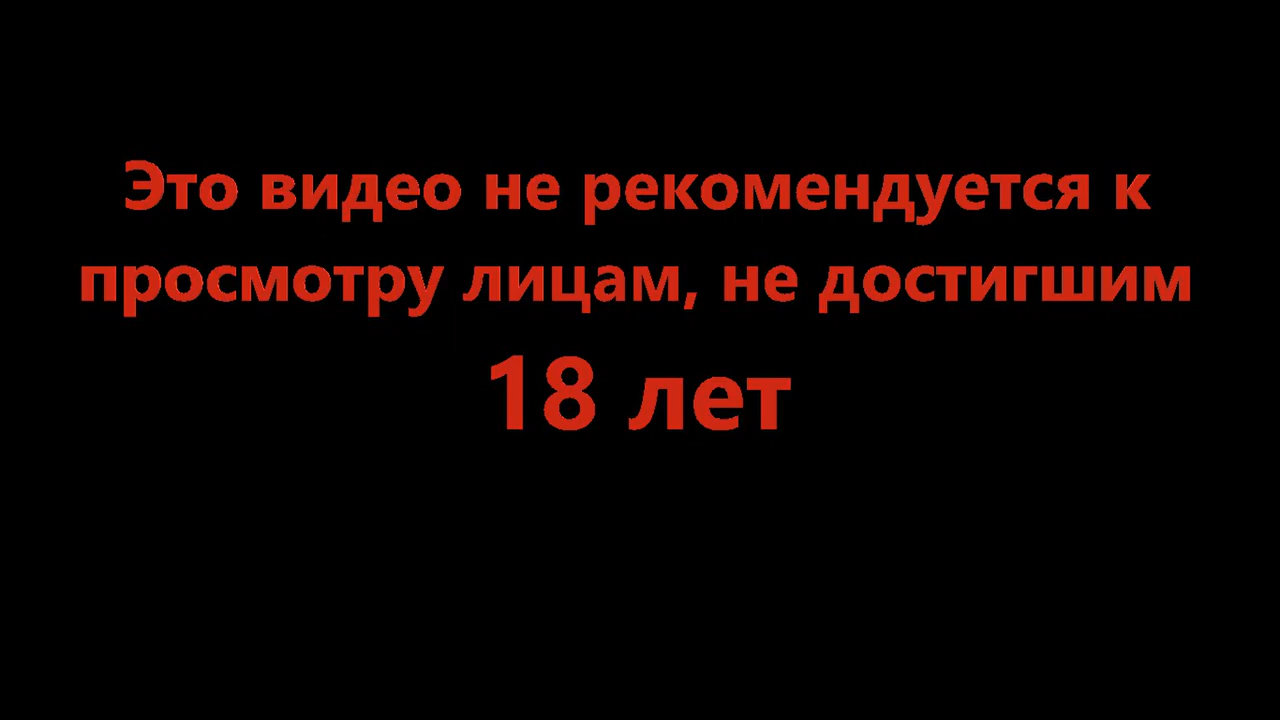 Это видео не рекомендуется к
просмотру лицам, не достигшим
18 лет